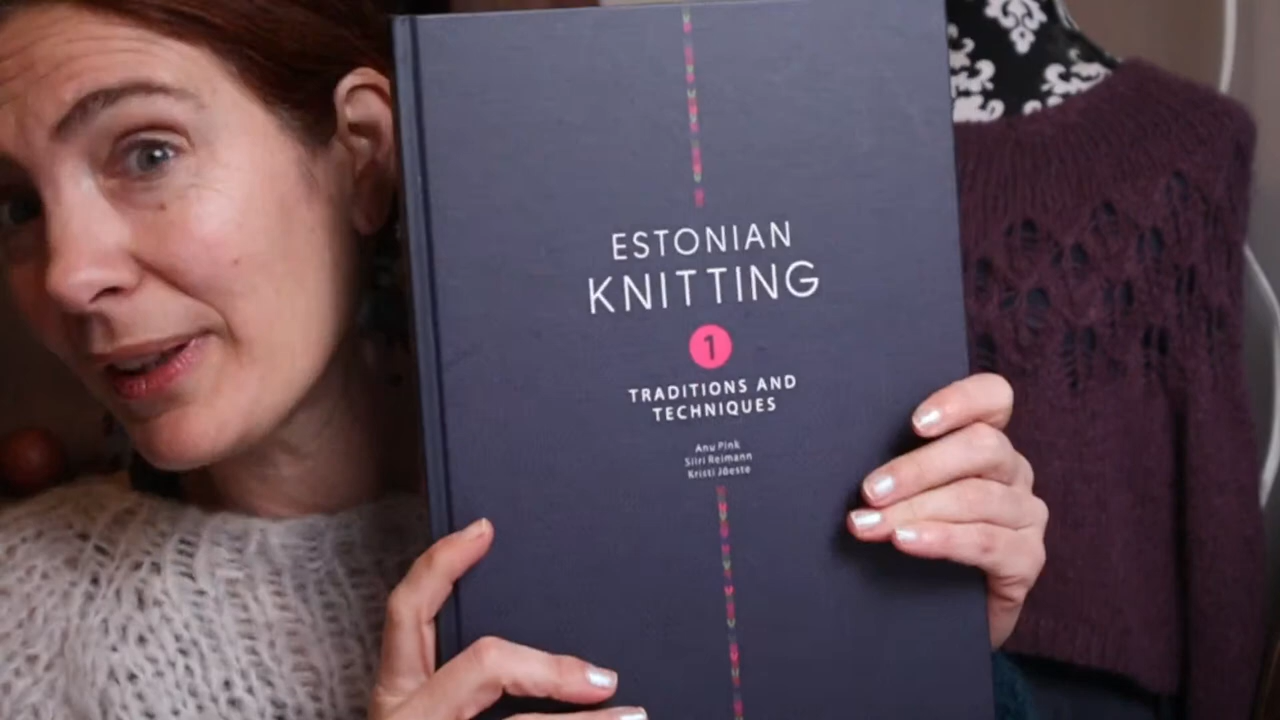 ESTONIAN
KNITTING
1
TRADITIONS AND
TECHNIQUES
Anu Pink
Siiri Reimann
Kristi Jõeste